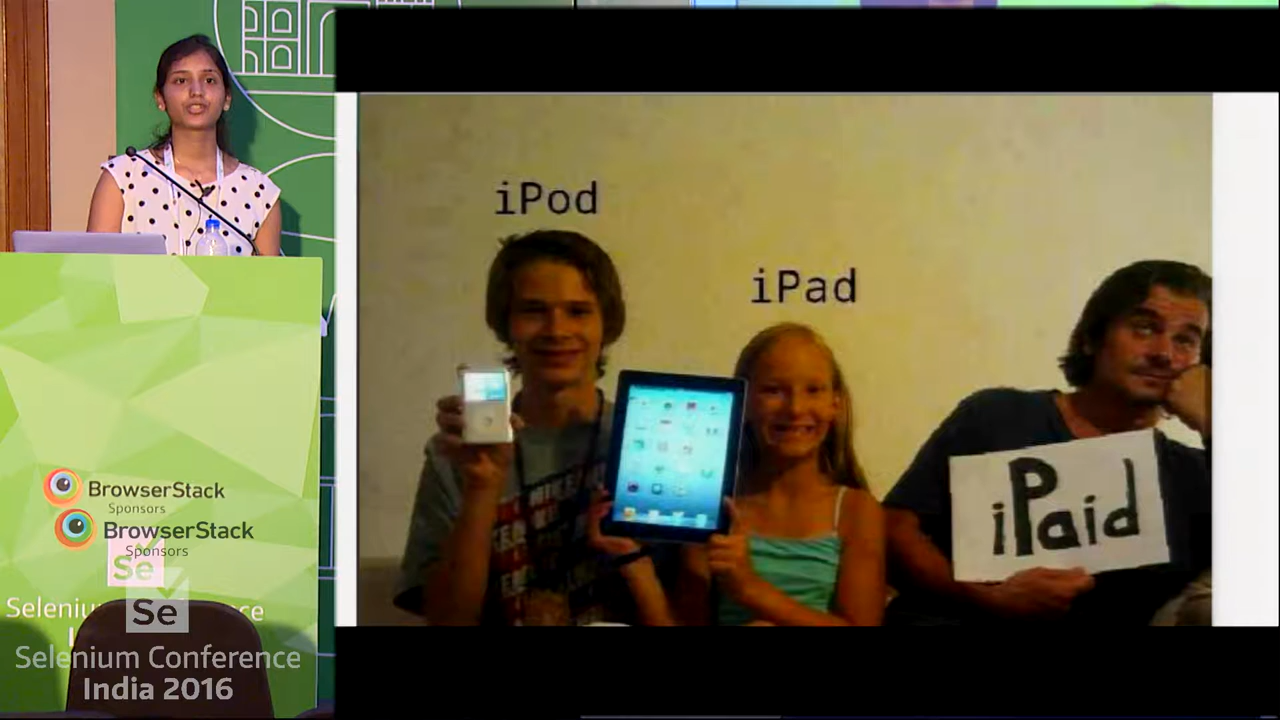 iPod
iPad
iPaid
BrowserStack
Sponsors
BrowserStack
Sponsors
Se
Se
Selenium Conference
India 2016